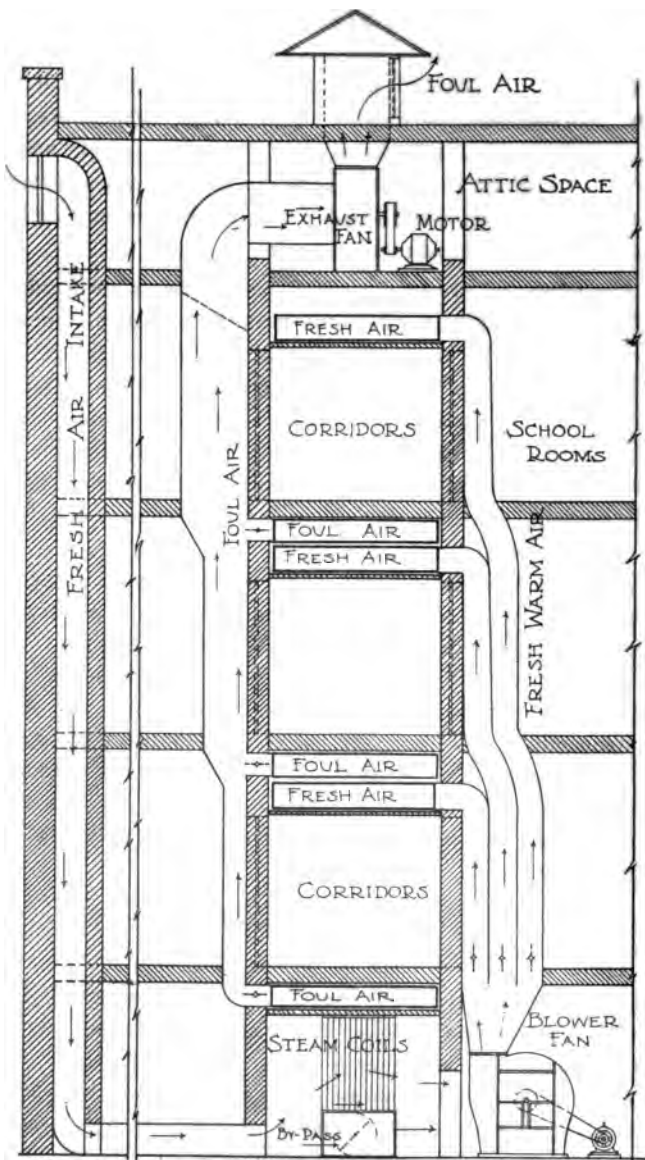 FOUL AIR
ATTIC SPACE
EXHAUST
FAN
MOTOR
FRESH AIR INTAKE
FRESH AIR
CORRIDORS
SCHOOL
ROOMS
FOUL AIR
FOUL AIR
FRESH AIR
FRESH WARM AIR
FOUL AIR
FRESH AIR
CORRIDORS
FOUL AIR
BLOWER
FAN
STEAM COILS
BY-PASS